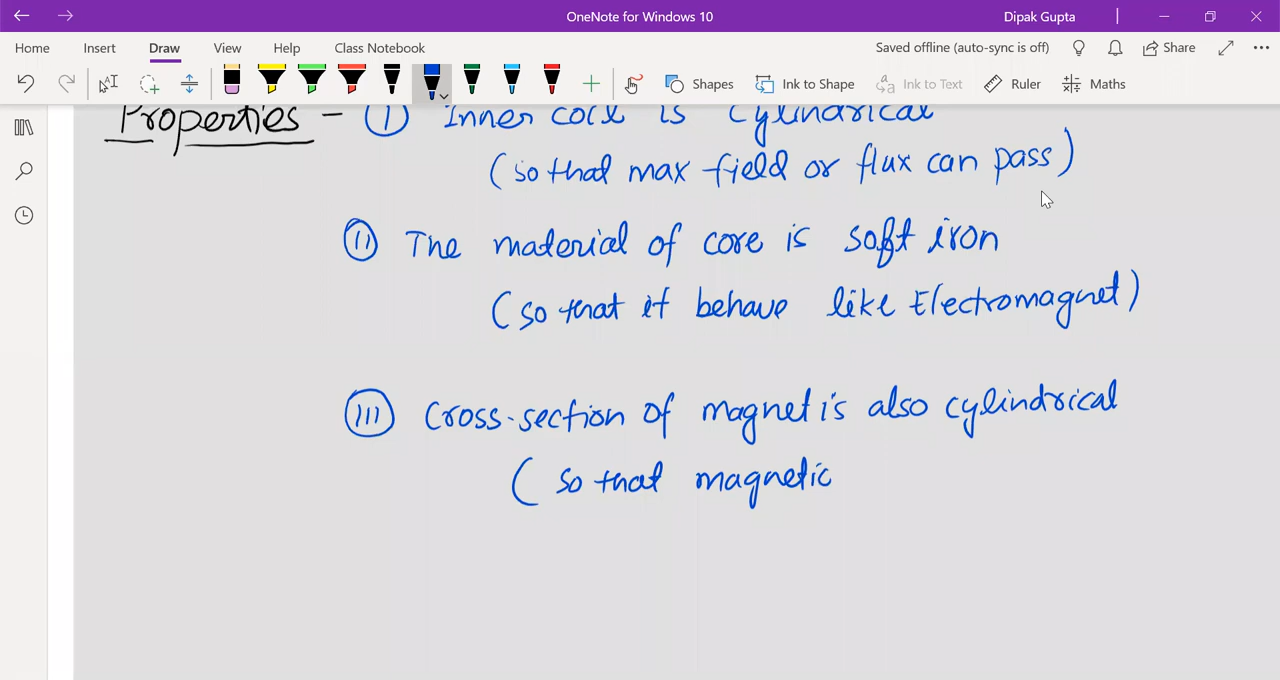 OneNote for Windows 10
Dipak Gupta
Home Insert Draw View Help Class Notebook
Saved offline (auto-sync is off) Share
Shapes Ink to Shape Ink to Text Ruler Maths
Properties - (I) Inner core is cylindrical
(so that max field or flux can pass)
(II) The material of core is soft iron
(so that it behave like Electromagnet)
(III) Cross-section of magnet is also cylindrical
(so that magnetic